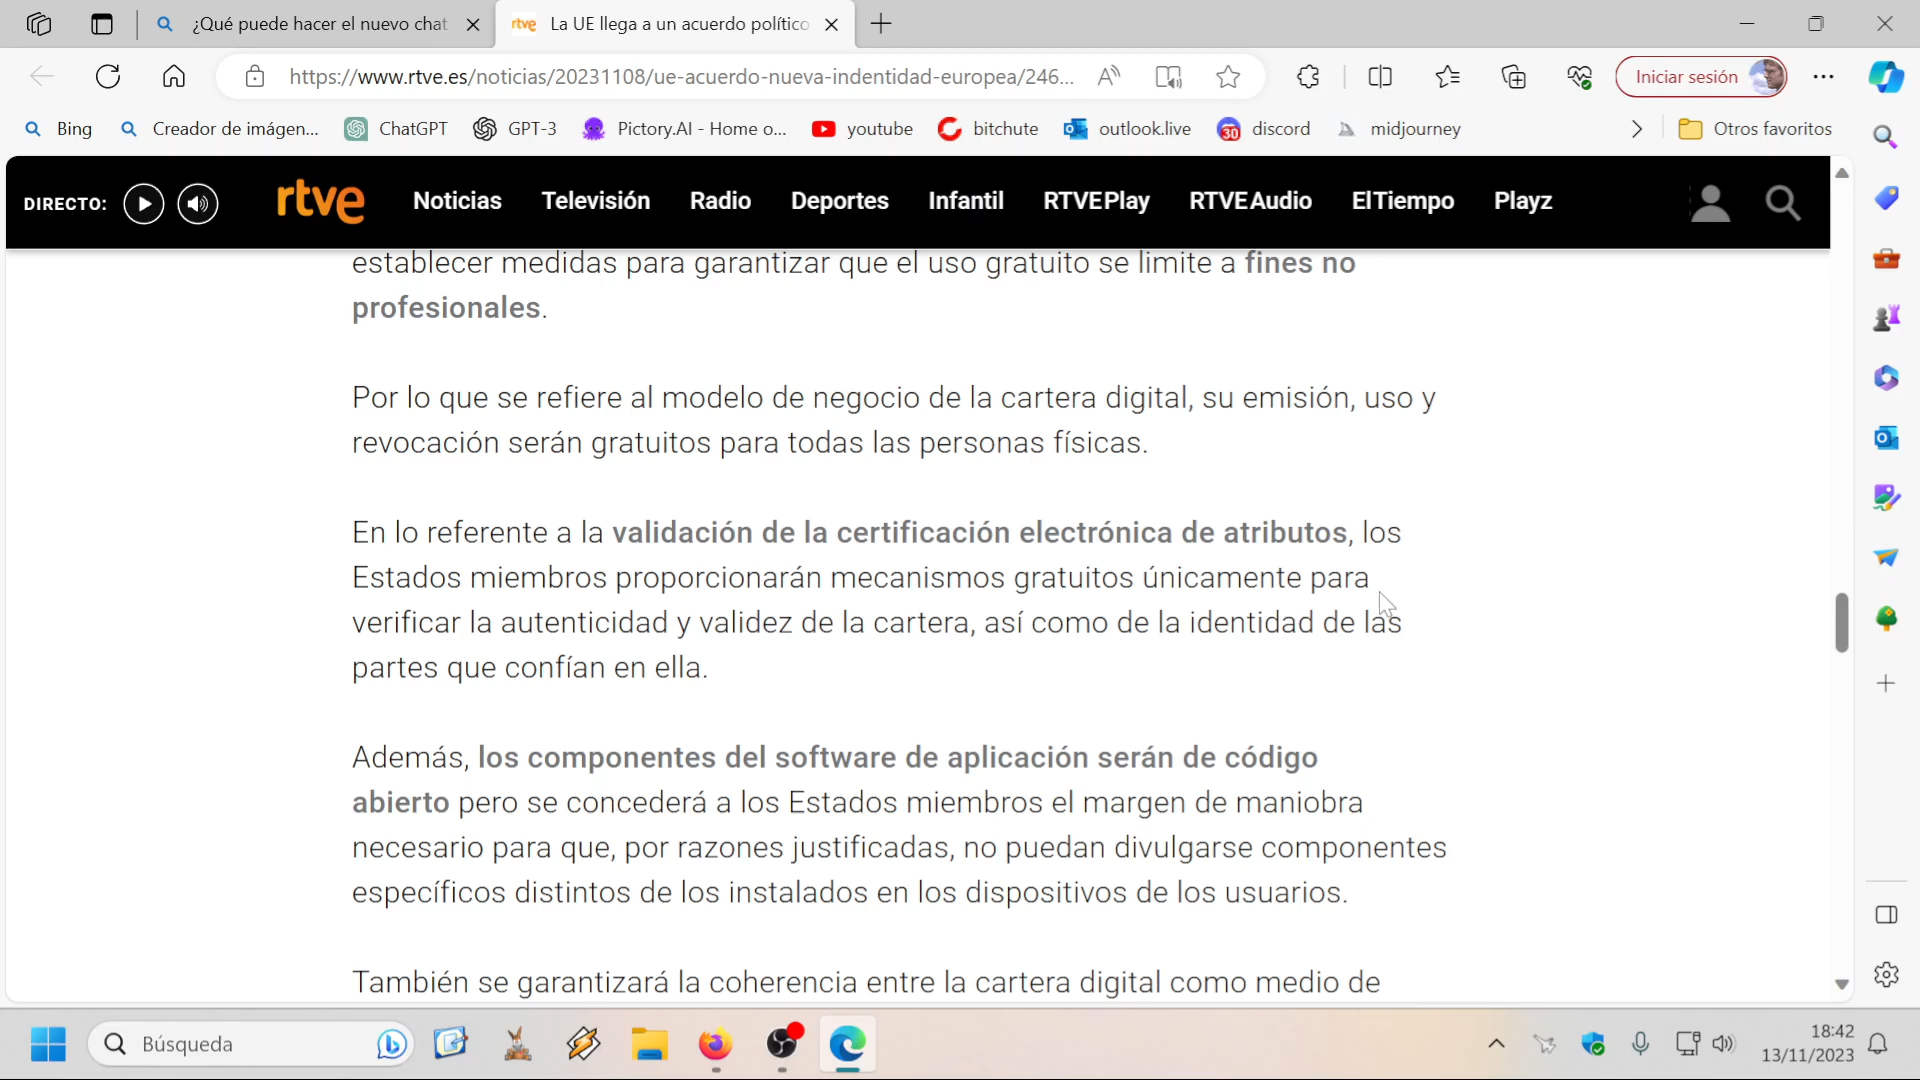 ¿Qué puede hacer el nuevo chat
rtve La UE llega a un acuerdo político
https://www.rtve.es/noticias/20231108/ue-acuerdo-nueva-indentidad-europea/246...
Iniciar sesión
Bing
Creador de imágen...
ChatGPT
GPT-3
Pictory.AI - Home o...
youtube
bitchute
outlook.live
30 discord
midjourney
Otros favoritos
DIRECTO:
rtve
Noticias
Televisión
Radio
Deportes
Infantil
RTVEPlay
RTVEAudio
ElTiempo
Playz
establecer medidas para garantizar que el uso gratuito se limite a fines no
profesionales.
Por lo que se refiere al modelo de negocio de la cartera digital, su emisión, uso y
revocación serán gratuitos para todas las personas físicas.
En lo referente a la validación de la certificación electrónica de atributos, los
Estados miembros proporcionarán mecanismos gratuitos únicamente para
verificar la autenticidad y validez de la cartera, así como de la identidad de las
partes que confían en ella.
Además, los componentes del software de aplicación serán de código
abierto pero se concederá a los Estados miembros el margen de maniobra
necesario para que, por razones justificadas, no puedan divulgarse componentes
específicos distintos de los instalados en los dispositivos de los usuarios.
También se garantizará la coherencia entre la cartera digital como medio de
Búsqueda
18:42
13/11/2023